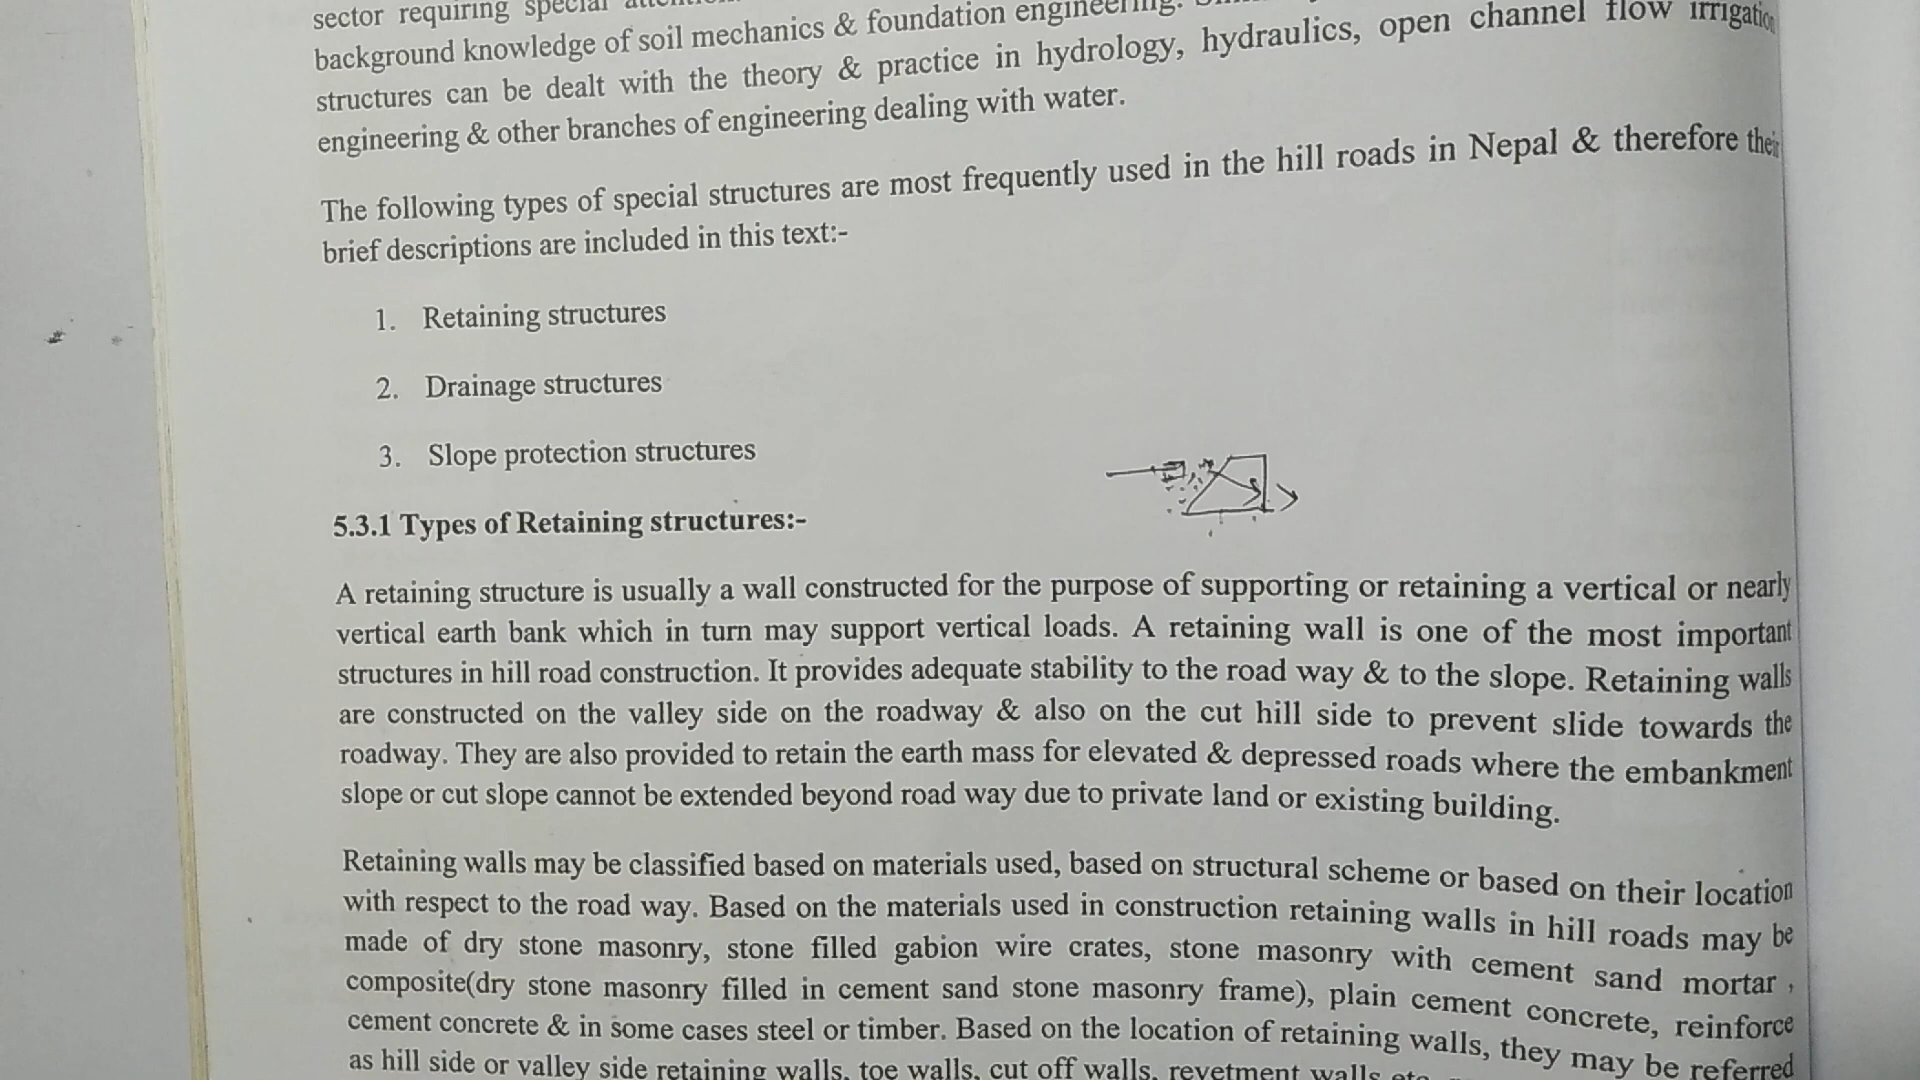 sector requiring special
background knowledge of soil mechanics & foundation engineering.
structures can be dealt with the theory & practice in hydrology, hydraulics, open channel flow irrigation
engineering & other branches of engineering dealing with water.
The following types of special structures are most frequently used in the hill roads in Nepal & therefore their
brief descriptions are included in this text:-
1. Retaining structures
2. Drainage structures
3. Slope protection structures
5.3.1 Types of Retaining structures:-
A retaining structure is usually a wall constructed for the purpose of supporting or retaining a vertical or nearly
vertical earth bank which in turn may support vertical loads. A retaining wall is one of the most important
structures in hill road construction. It provides adequate stability to the road way & to the slope. Retaining walls
are constructed on the valley side on the roadway & also on the cut hill side to prevent slide towards the
roadway. They are also provided to retain the earth mass for elevated & depressed roads where the embankment
slope or cut slope cannot be extended beyond road way due to private land or existing building.
Retaining walls may be classified based on materials used, based on structural scheme or based on their location
with respect to the road way. Based on the materials used in construction retaining walls in hill roads may be
made of dry stone masonry, stone filled gabion wire crates, stone masonry with cement sand mortar ,
composite(dry stone masonry filled in cement sand stone masonry frame), plain cement concrete, reinforce
cement concrete & in some cases steel or timber. Based on the location of retaining walls, they may be referred
as hill side or valley side retaining walls, toe walls, cut off walls, revetment walls etc.